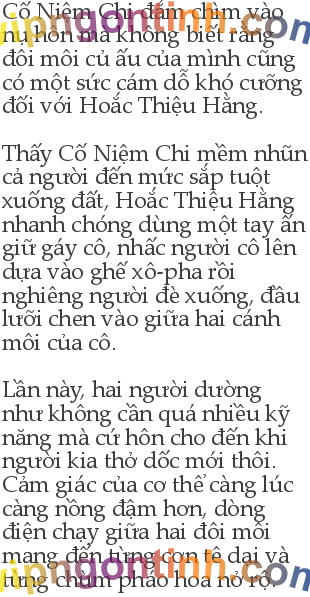 Cố Niệm Chi đắm chìm vào
nụ hôn mà không biết rằng
đôi môi củ ấu của mình cũng
có một sức cám dỗ khó cưỡng
đối với Hoắc Thiệu Hằng.
Thấy Cố Niệm Chi mềm nhũn
cả người đến mức sắp tuột
xuống đất, Hoắc Thiệu Hằng
nhanh chóng dùng một tay ấn
giữ gáy cô, nhấc người cô lên
dựa vào ghế xô-pha rồi
nghiêng người đè xuống, đầu
lưỡi chen vào giữa hai cánh
môi của cô.
Lần này, hai người dường
như không cần quá nhiều kỹ
năng mà cứ hôn cho đến khi
người kia thở dốc mới thôi.
Cảm giác của cơ thể càng lúc
càng nồng đậm hơn, dòng
điện chạy giữa hai đôi môi
mang đến từng cơn tê dại và
từng chùm pháo hoa nở rộ.
vipngontinh.com
vipngontinh.com